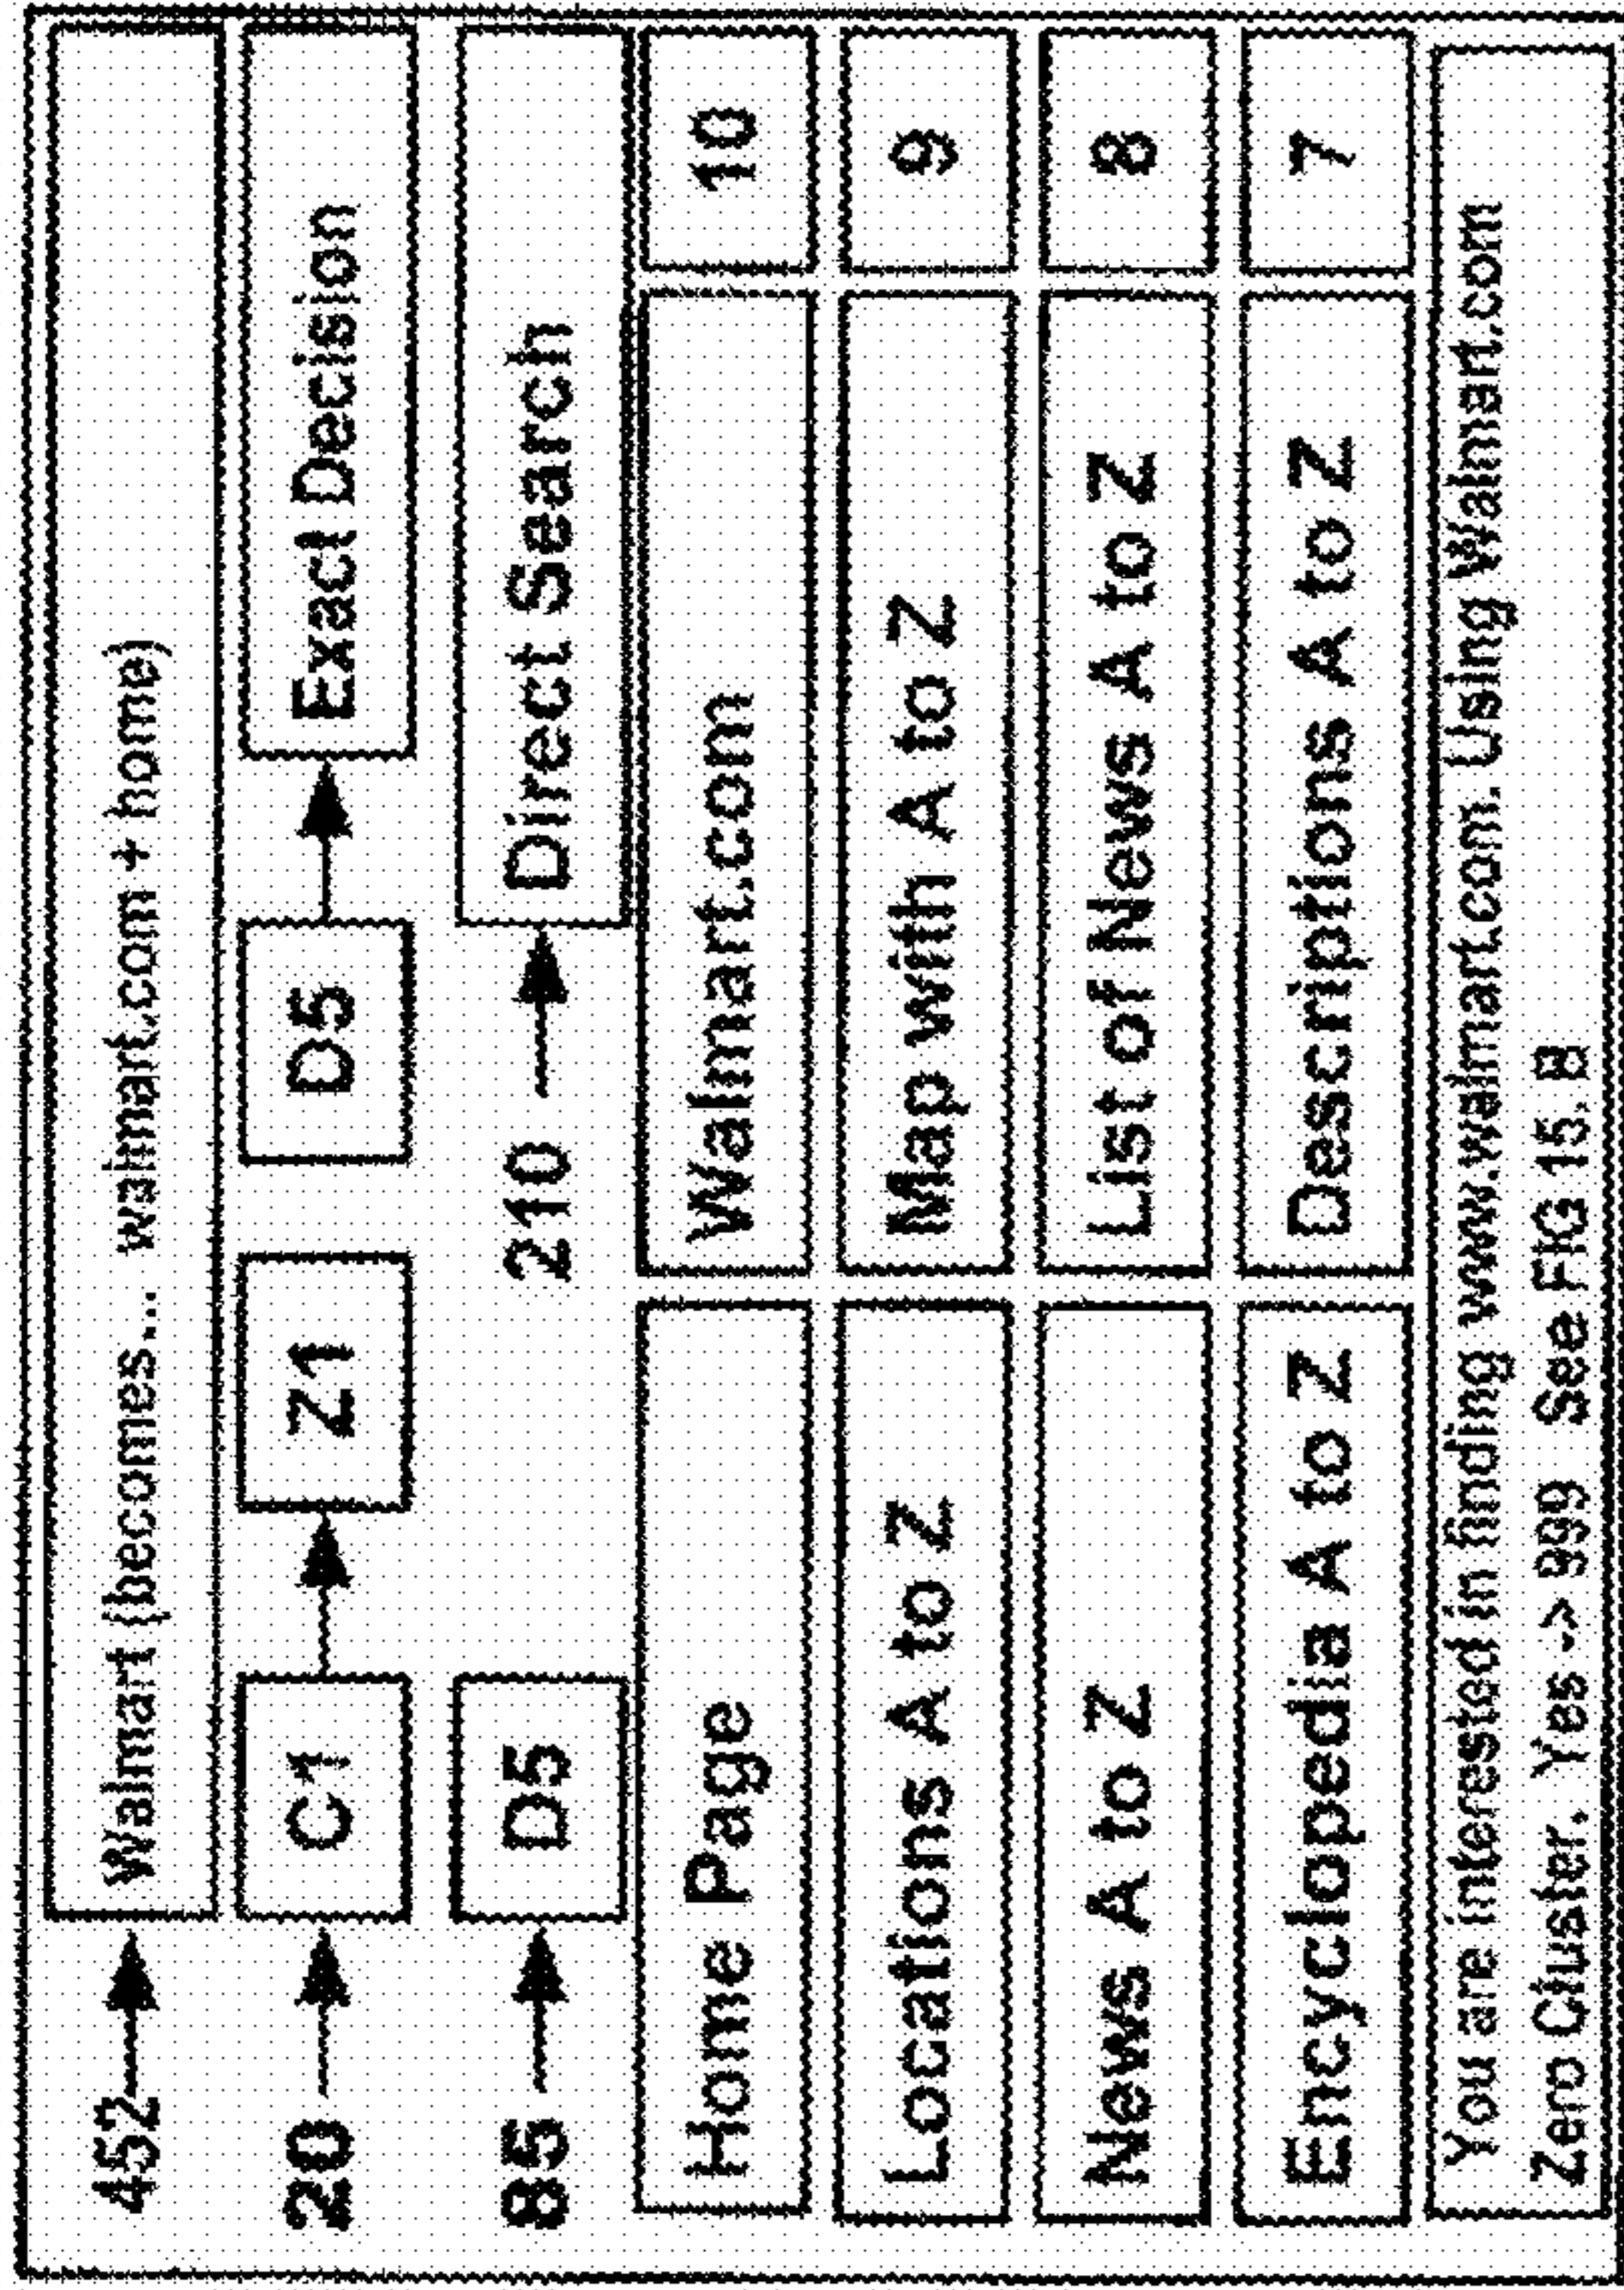 452 Walmart (becomes... walmart.com + home)
20 C1 Z1 D5 Exact Decision
85 D5 210 Direct Search
Home Page Walmart.com 10
Locations A to Z Map with A to Z 9
News A to Z List of News A to Z 8
Encyclopedia A to Z Descriptions A to Z 7
You are interested in finding www.walmart.com. Using Walmart.com
Zero Cluster. Yes -> 999 See FIG 15. B